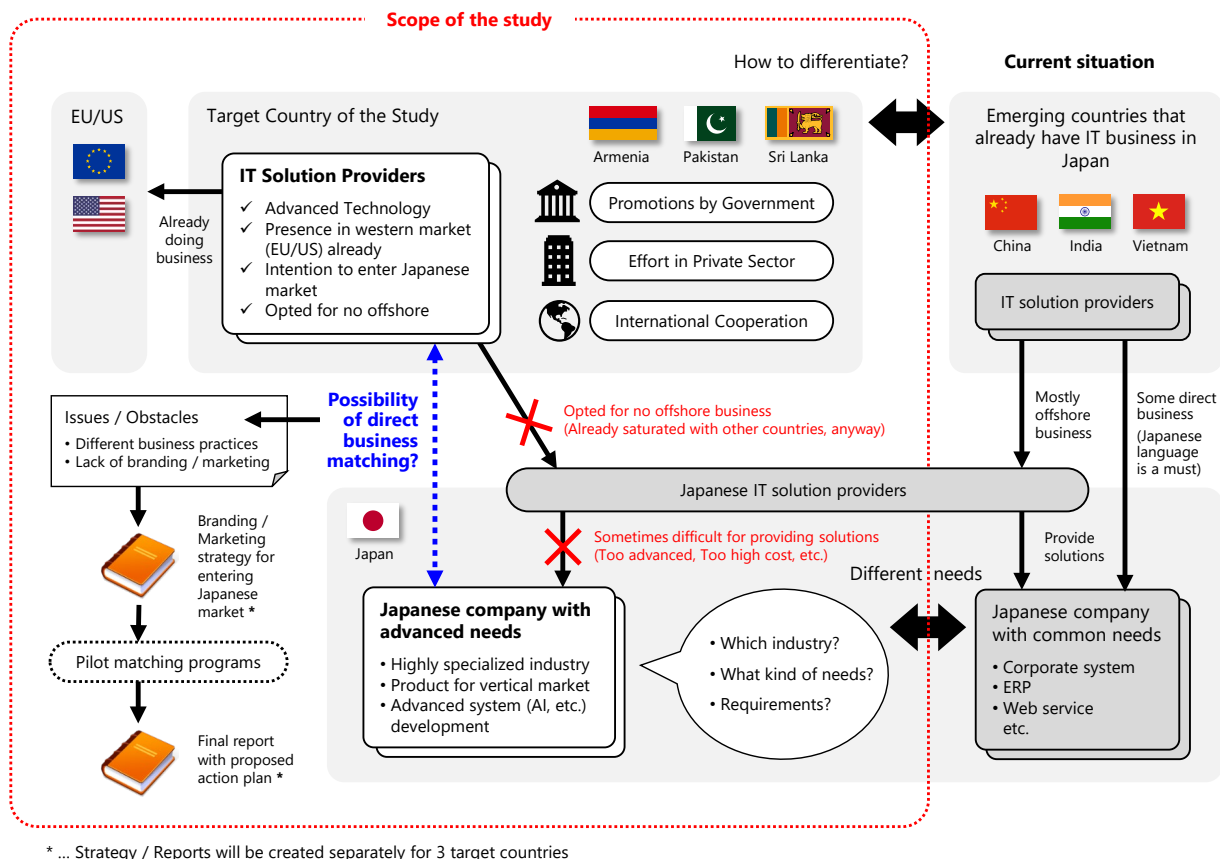 Scope of the study
How to differentiate?
Current situation
EU/US
Target Country of the Study
Armenia
Pakistan
Sri Lanka
Emerging countries that
already have IT business in
Japan
China
India
Vietnam
IT Solution Providers
✓ Advanced Technology
✓ Presence in western market
(EU/US) already
✓ Intention to enter Japanese
market
✓ Opted for no offshore
Already
doing
business
Promotions by Government
Effort in Private Sector
International Cooperation
IT solution providers
Issues / Obstacles
• Different business practices
• Lack of branding / marketing
Possibility
of direct
business
matching?
Opted for no offshore business
(Already saturated with other countries, anyway)
Mostly
offshore
business
Some direct
business
(Japanese
language
is a must)
Japanese IT solution providers
Japan
Sometimes difficult for providing solutions
(Too advanced, Too high cost, etc.)
Provide
solutions
Branding /
Marketing
strategy for
entering
Japanese
market *
Different needs
Japanese company with
advanced needs
• Highly specialized industry
• Product for vertical market
• Advanced system (AI, etc.)
development
• Which industry?
• What kind of needs?
• Requirements?
Japanese company
with common needs
• Corporate system
• ERP
• Web service
etc.
Pilot matching programs
Final report
with proposed
action plan *
* ... Strategy / Reports will be created separately for 3 target countries